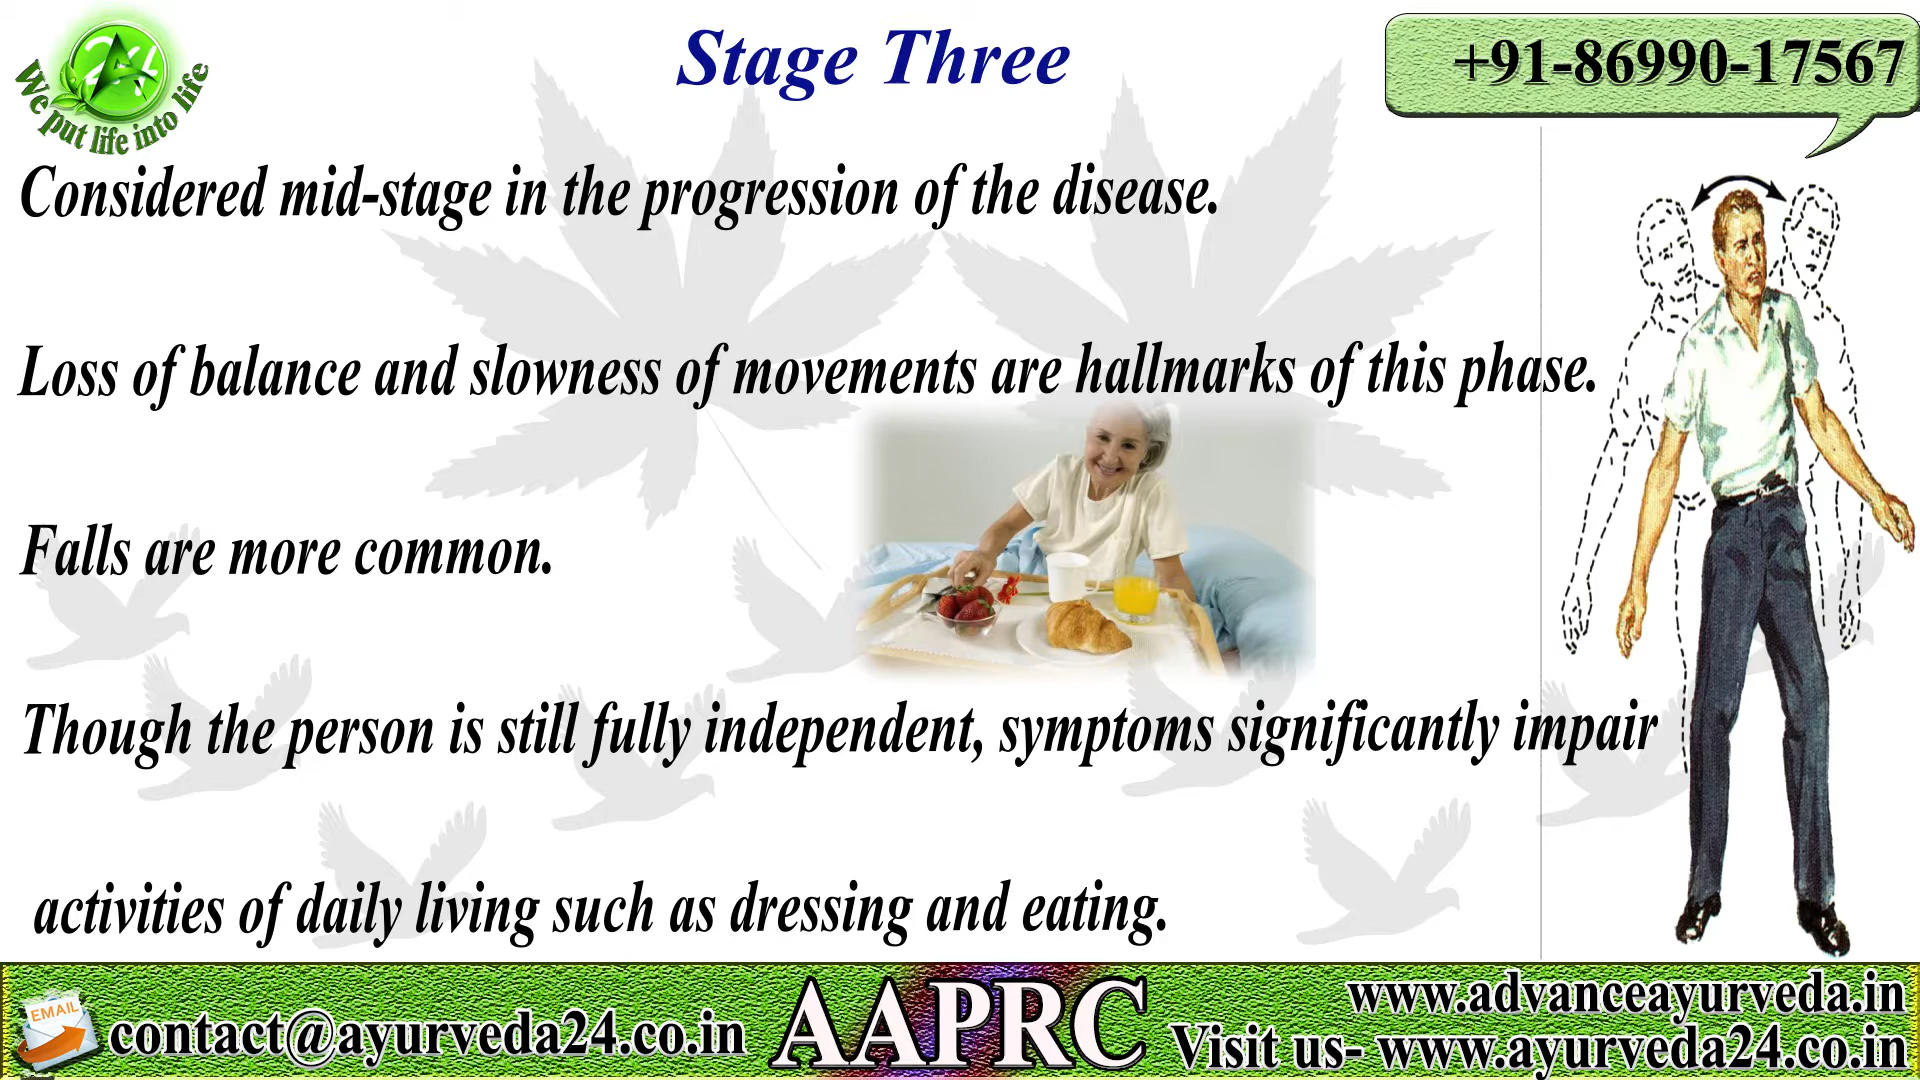 24
We put life into life
Stage Three
+91-86990-17567
Considered mid-stage in the progression of the disease.
Loss of balance and slowness of movements are hallmarks of this phase.
Falls are more common.
Though the person is still fully independent, symptoms significantly impair
activities of daily living such as dressing and eating.
EMAIL
contact@ayurveda24.co.in
AAPRC
www.advanceayurveda.in
Visit us- www.ayurveda24.co.in